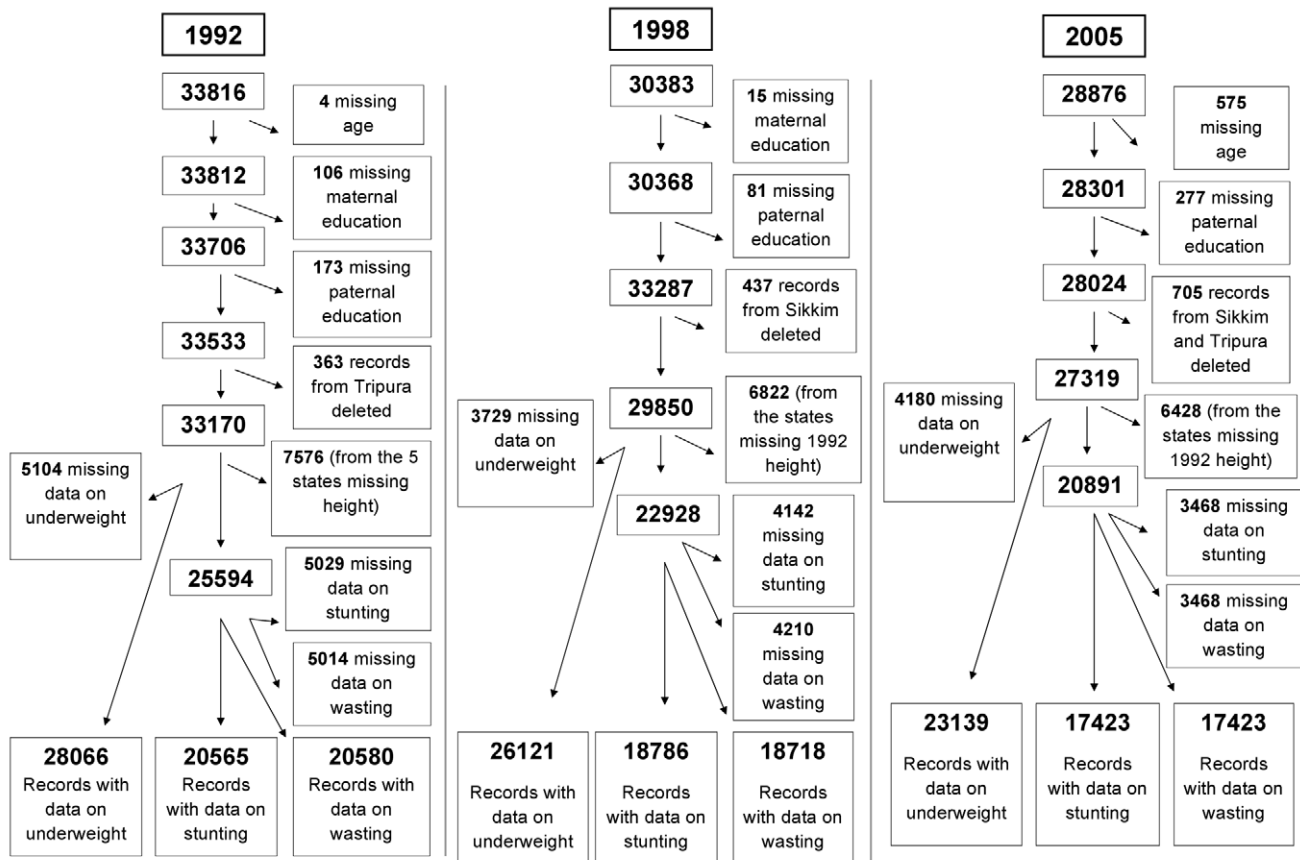 1992
33816
4 missing
age
33812
106 missing
maternal
education
33706
173 missing
paternal
education
33533
363 records
from Tripura
deleted
33170
5104 missing
data on
underweight
7576 (from the 5
states missing
height)
25594
5029 missing
data on
stunting
5014 missing
data on
wasting
28066
Records with
data on
underweight
20565
Records
with data on
stunting
20580
Records with
data on
wasting
1998
30383
15 missing
maternal
education
30368
81 missing
paternal
education
33287
437 records
from Sikkim
deleted
29850
3729 missing
data on
underweight
6822 (from
the states
missing 1992
height)
22928
4142
missing
data on
stunting
4210
missing
data on
wasting
26121
Records with
data on
underweight
18786
Records
with data on
stunting
18718
Records
with data on
wasting
2005
28876
575
missing
age
28301
277 missing
paternal
education
28024
705 records
from Sikkim
and Tripura
deleted
27319
4180 missing
data on
underweight
6428 (from the
states missing
1992 height)
20891
3468 missing
data on
stunting
3468 missing
data on
wasting
23139
Records with
data on
underweight
17423
Records
with data on
stunting
17423
Records
with data on
wasting